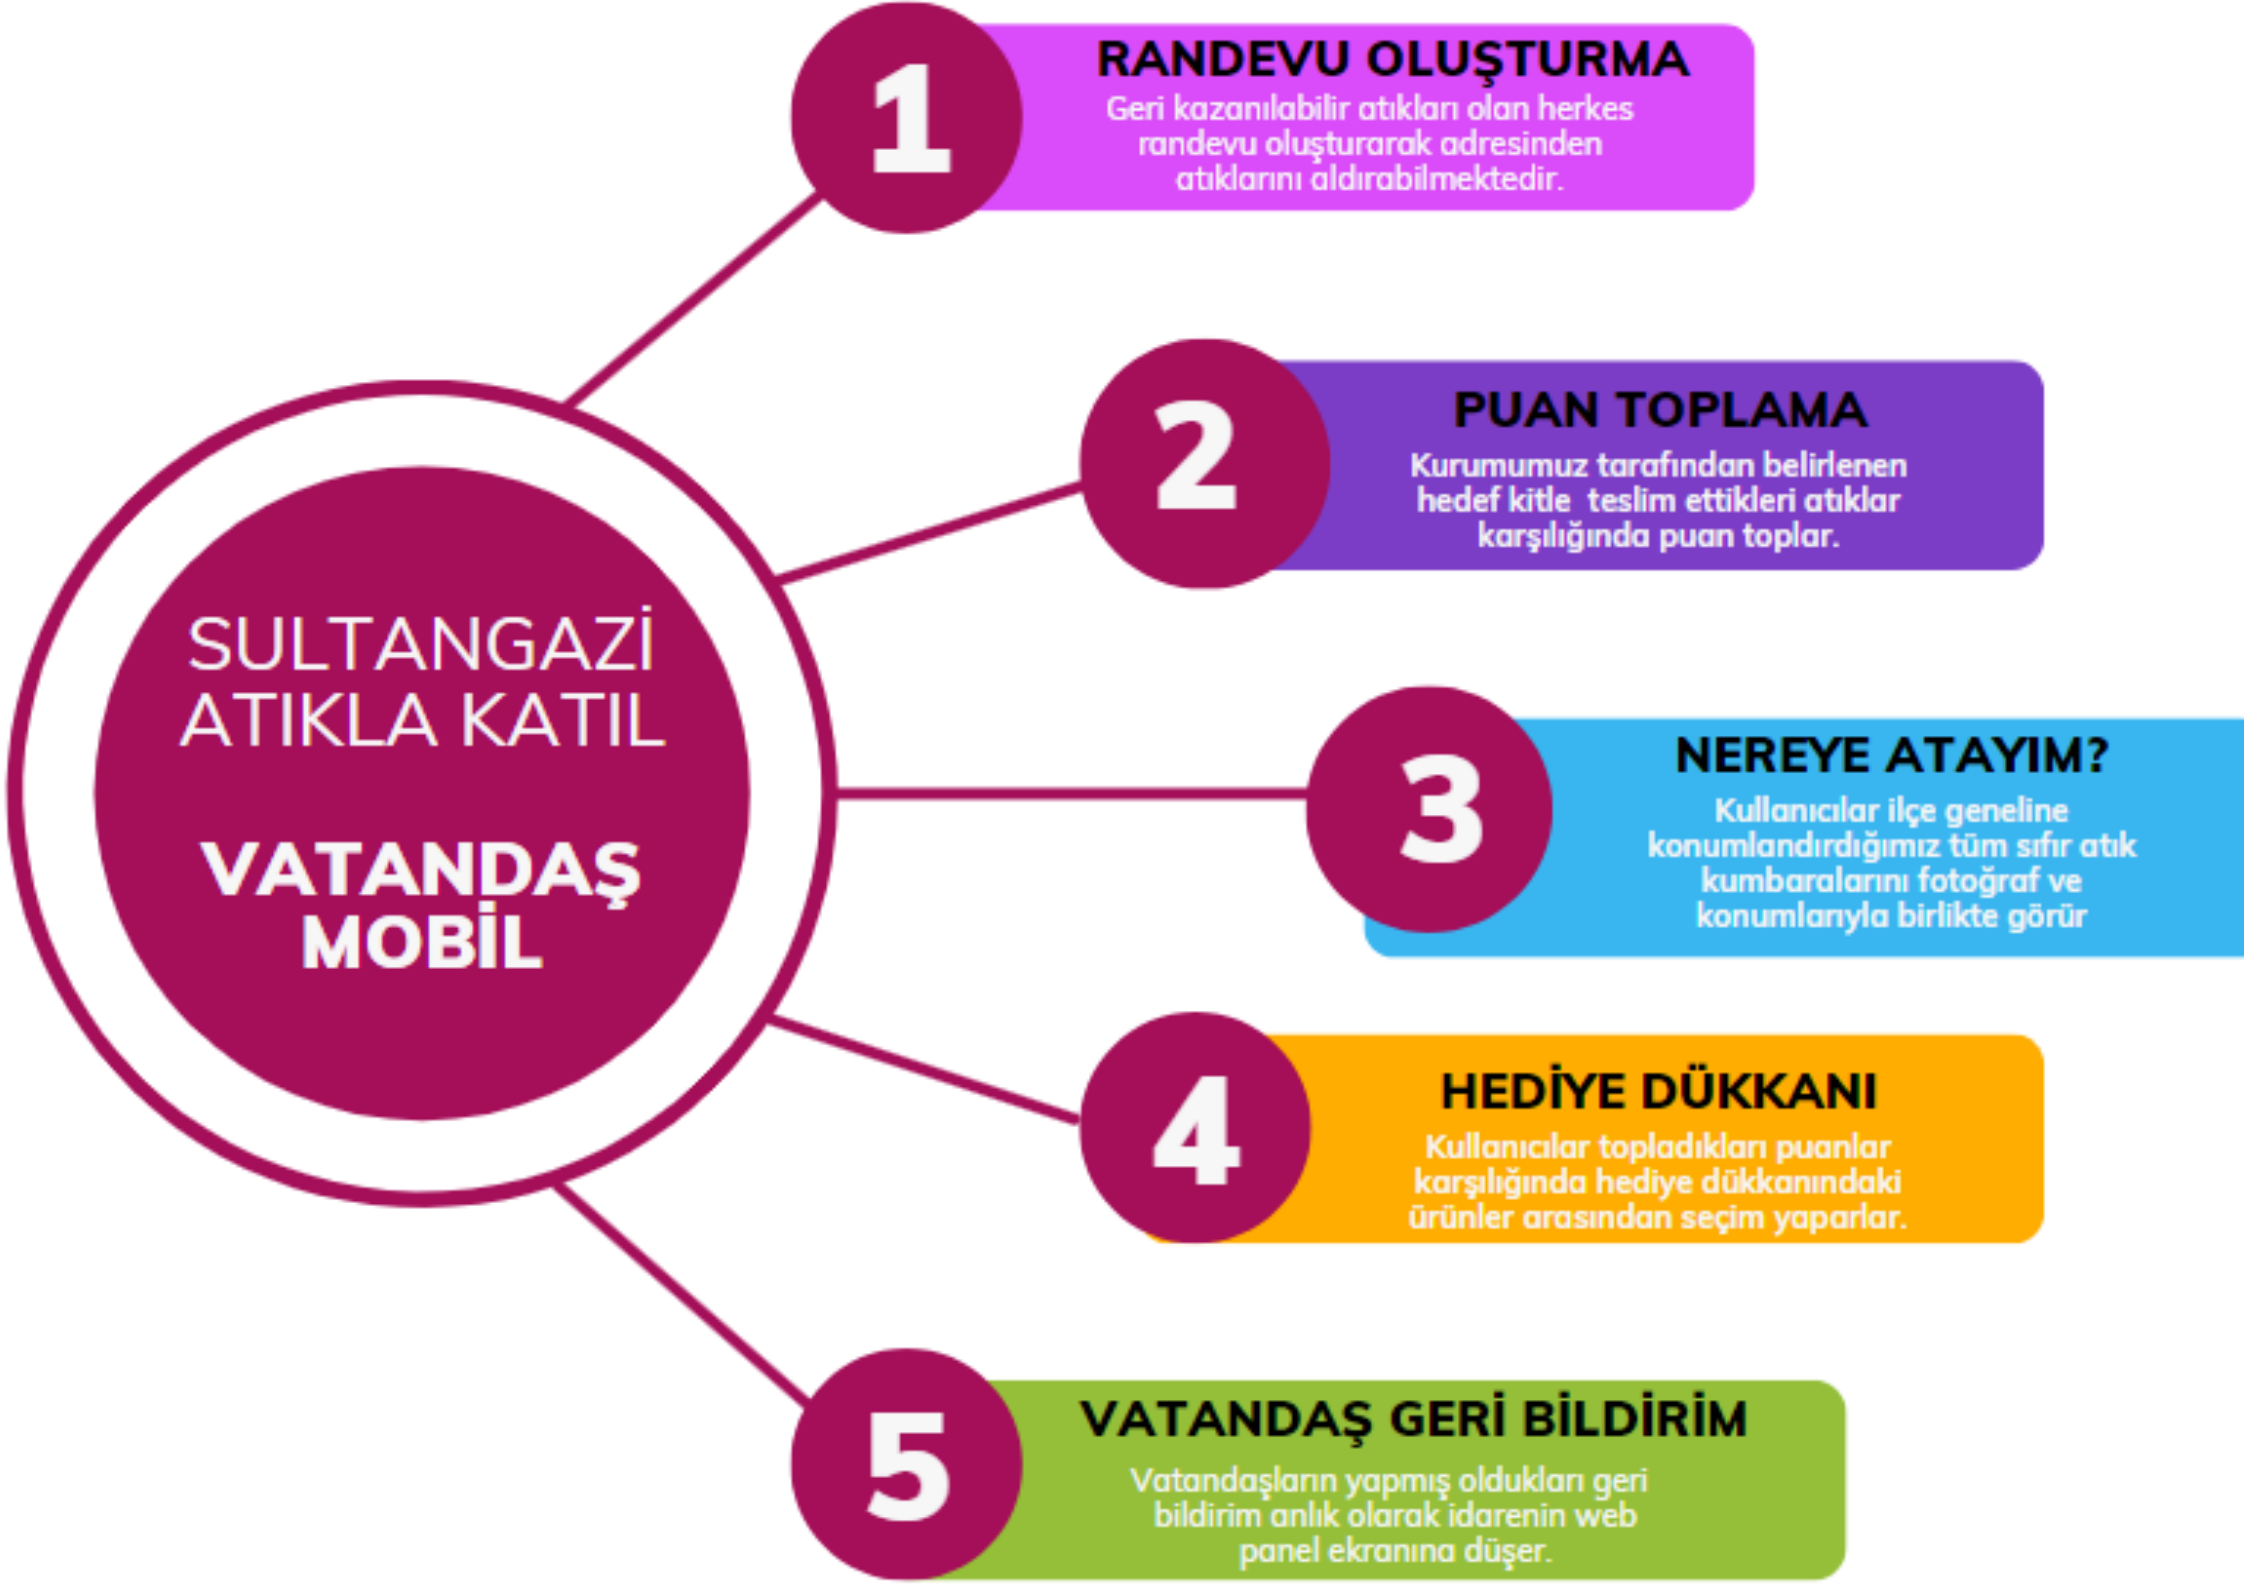 SULTANGAZİ
ATIKLA KATIL
VATANDAŞ
MOBİL
1
RANDEVU OLUŞTURMA
Geri kazanılabilir atıkları olan herkes
randevu oluşturarak adresinden
atıklarını aldırabilmektedir.
2
PUAN TOPLAMA
Kurumumuz tarafından belirlenen
hedef kitle  teslim ettikleri atıklar
karşılığında puan toplar.
3
NEREYE ATAYIM?
Kullanıcılar ilçe geneline
konumlandırdığımız tüm sıfır atık
kumbaralarını fotoğraf ve
konumlarıyla birlikte görür
4
HEDİYE DÜKKANI
Kullanıcılar topladıkları puanlar
karşılığında hediye dükkanındaki
ürünler arasından seçim yaparlar.
5
VATANDAŞ GERİ BİLDİRİM
Vatandaşların yapmış oldukları geri
bildirim anlık olarak idarenin web
panel ekranına düşer.